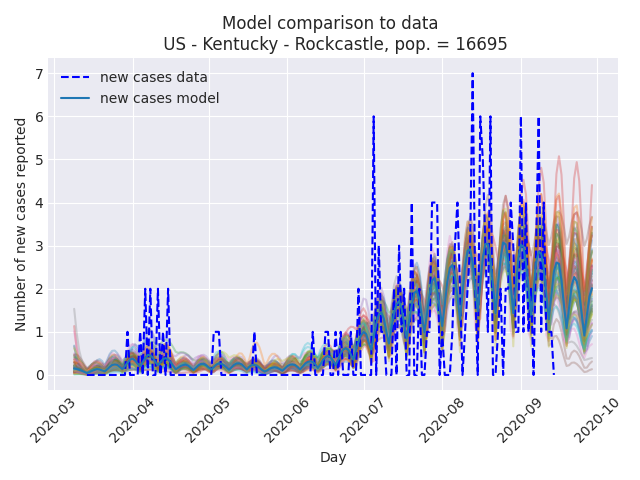 Model comparison to data
US - Kentucky - Rockcastle, pop. = 16695
new cases data
new cases model
Number of new cases reported
7
6
5
4
3
2
1
0
2020-03
2020-04
2020-05
2020-06
2020-07
2020-08
2020-09
2020-10
Day